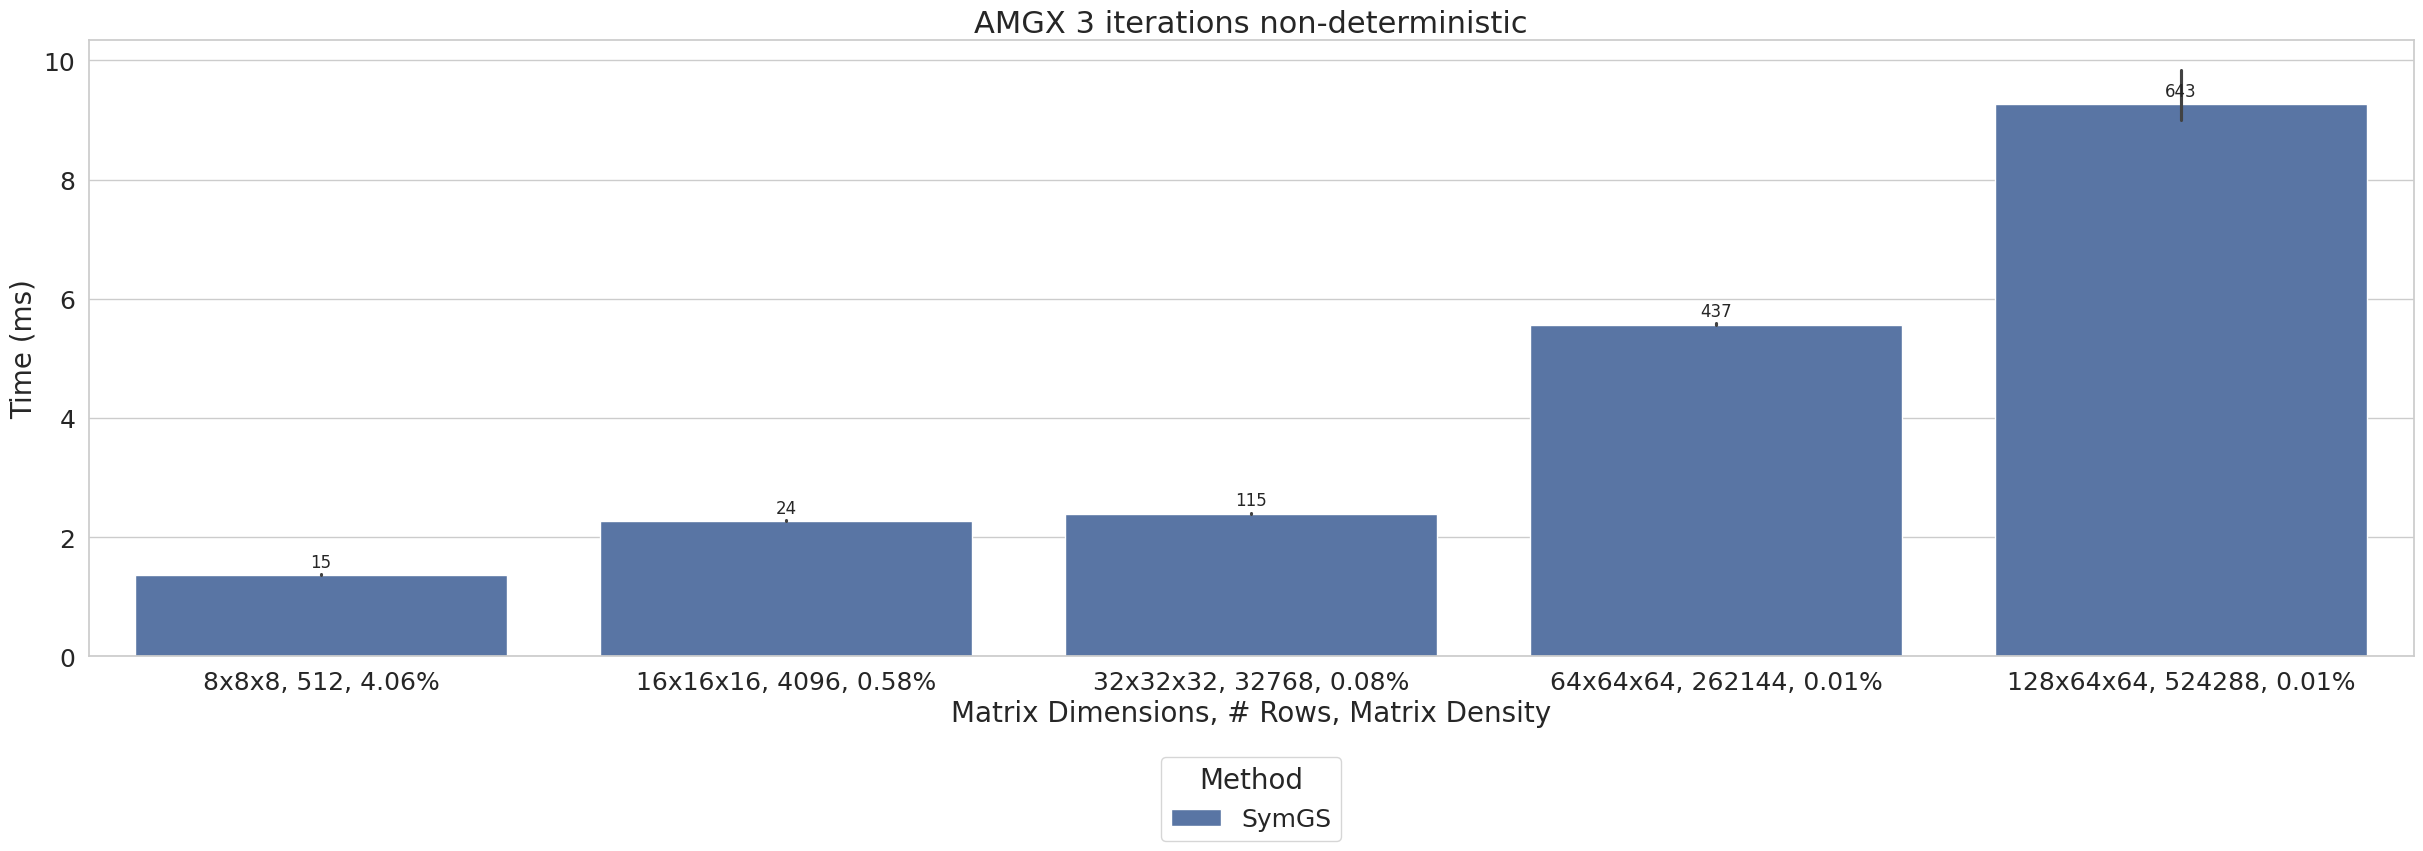 AMGX 3 iterations non-deterministic
10
8
6
4
2
0
Time (ms)
15
24
115
437
643
8x8x8, 512, 4.06%
16x16x16, 4096, 0.58%
32x32x32, 32768, 0.08%
64x64x64, 262144, 0.01%
128x64x64, 524288, 0.01%
Matrix Dimensions, # Rows, Matrix Density
Method
SymGS